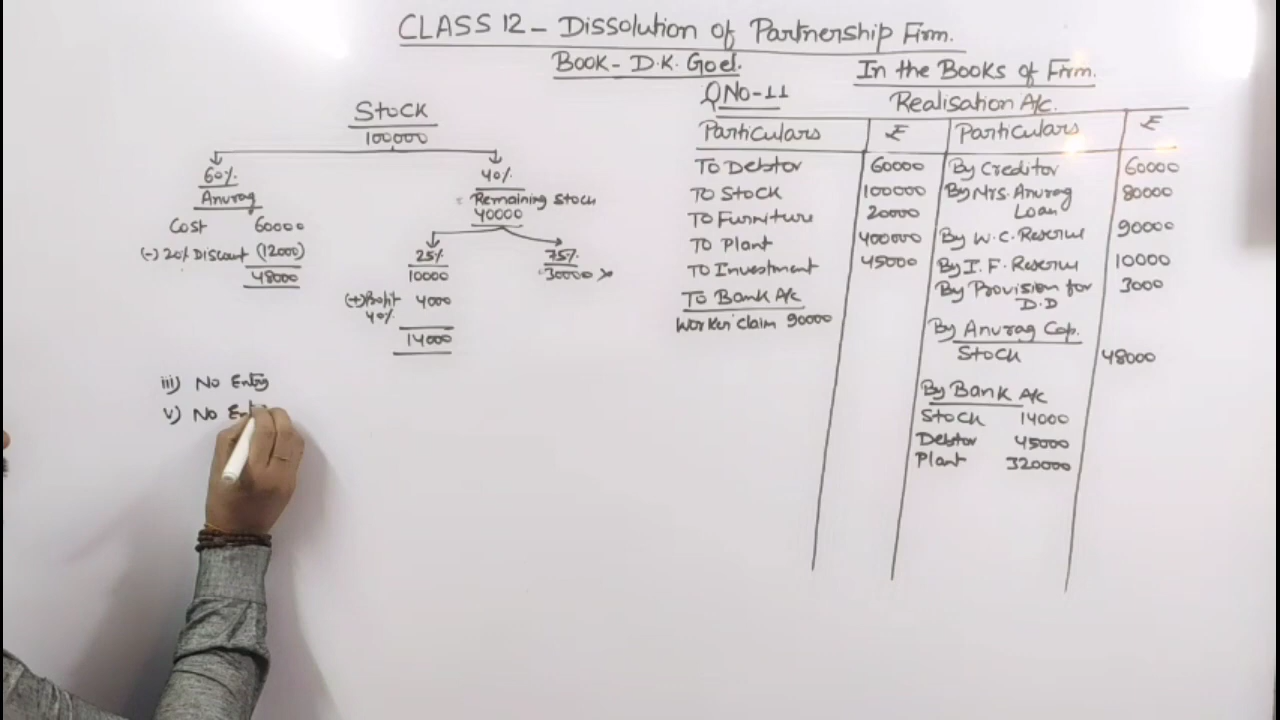 CLASS 12 - Dissolution of Partnership Firm.
Book - D.K. Goel.
In the Books of Firm.
QNo-11
Realisation A/c.
Particulars ₹ Particulars ₹
To Debtor 60000 By Creditor 60000
To Stock 100000 By Mrs. Anurag Loan 80000
To Furniture 20000
To Plant 400000 By W.C. Reserve 90000
To Investment 45000 By I.F. Reserve 10000
To Bank A/c By Provision for D.D 3000
Worker' claim 90000
By Anurag Cap.
Stock 48000
By Bank A/c
Stock 14000
Debtor 45000
Plant 320000
Stock
100000
60% 40%
Anurag Remaining Stock
Cost 60000 40000
(-) 20% Discount (12000)
48000
25% 75%
10000 30000 x
(+) Profit 40% 4000
14000
iii) No Entry
v) No Ent